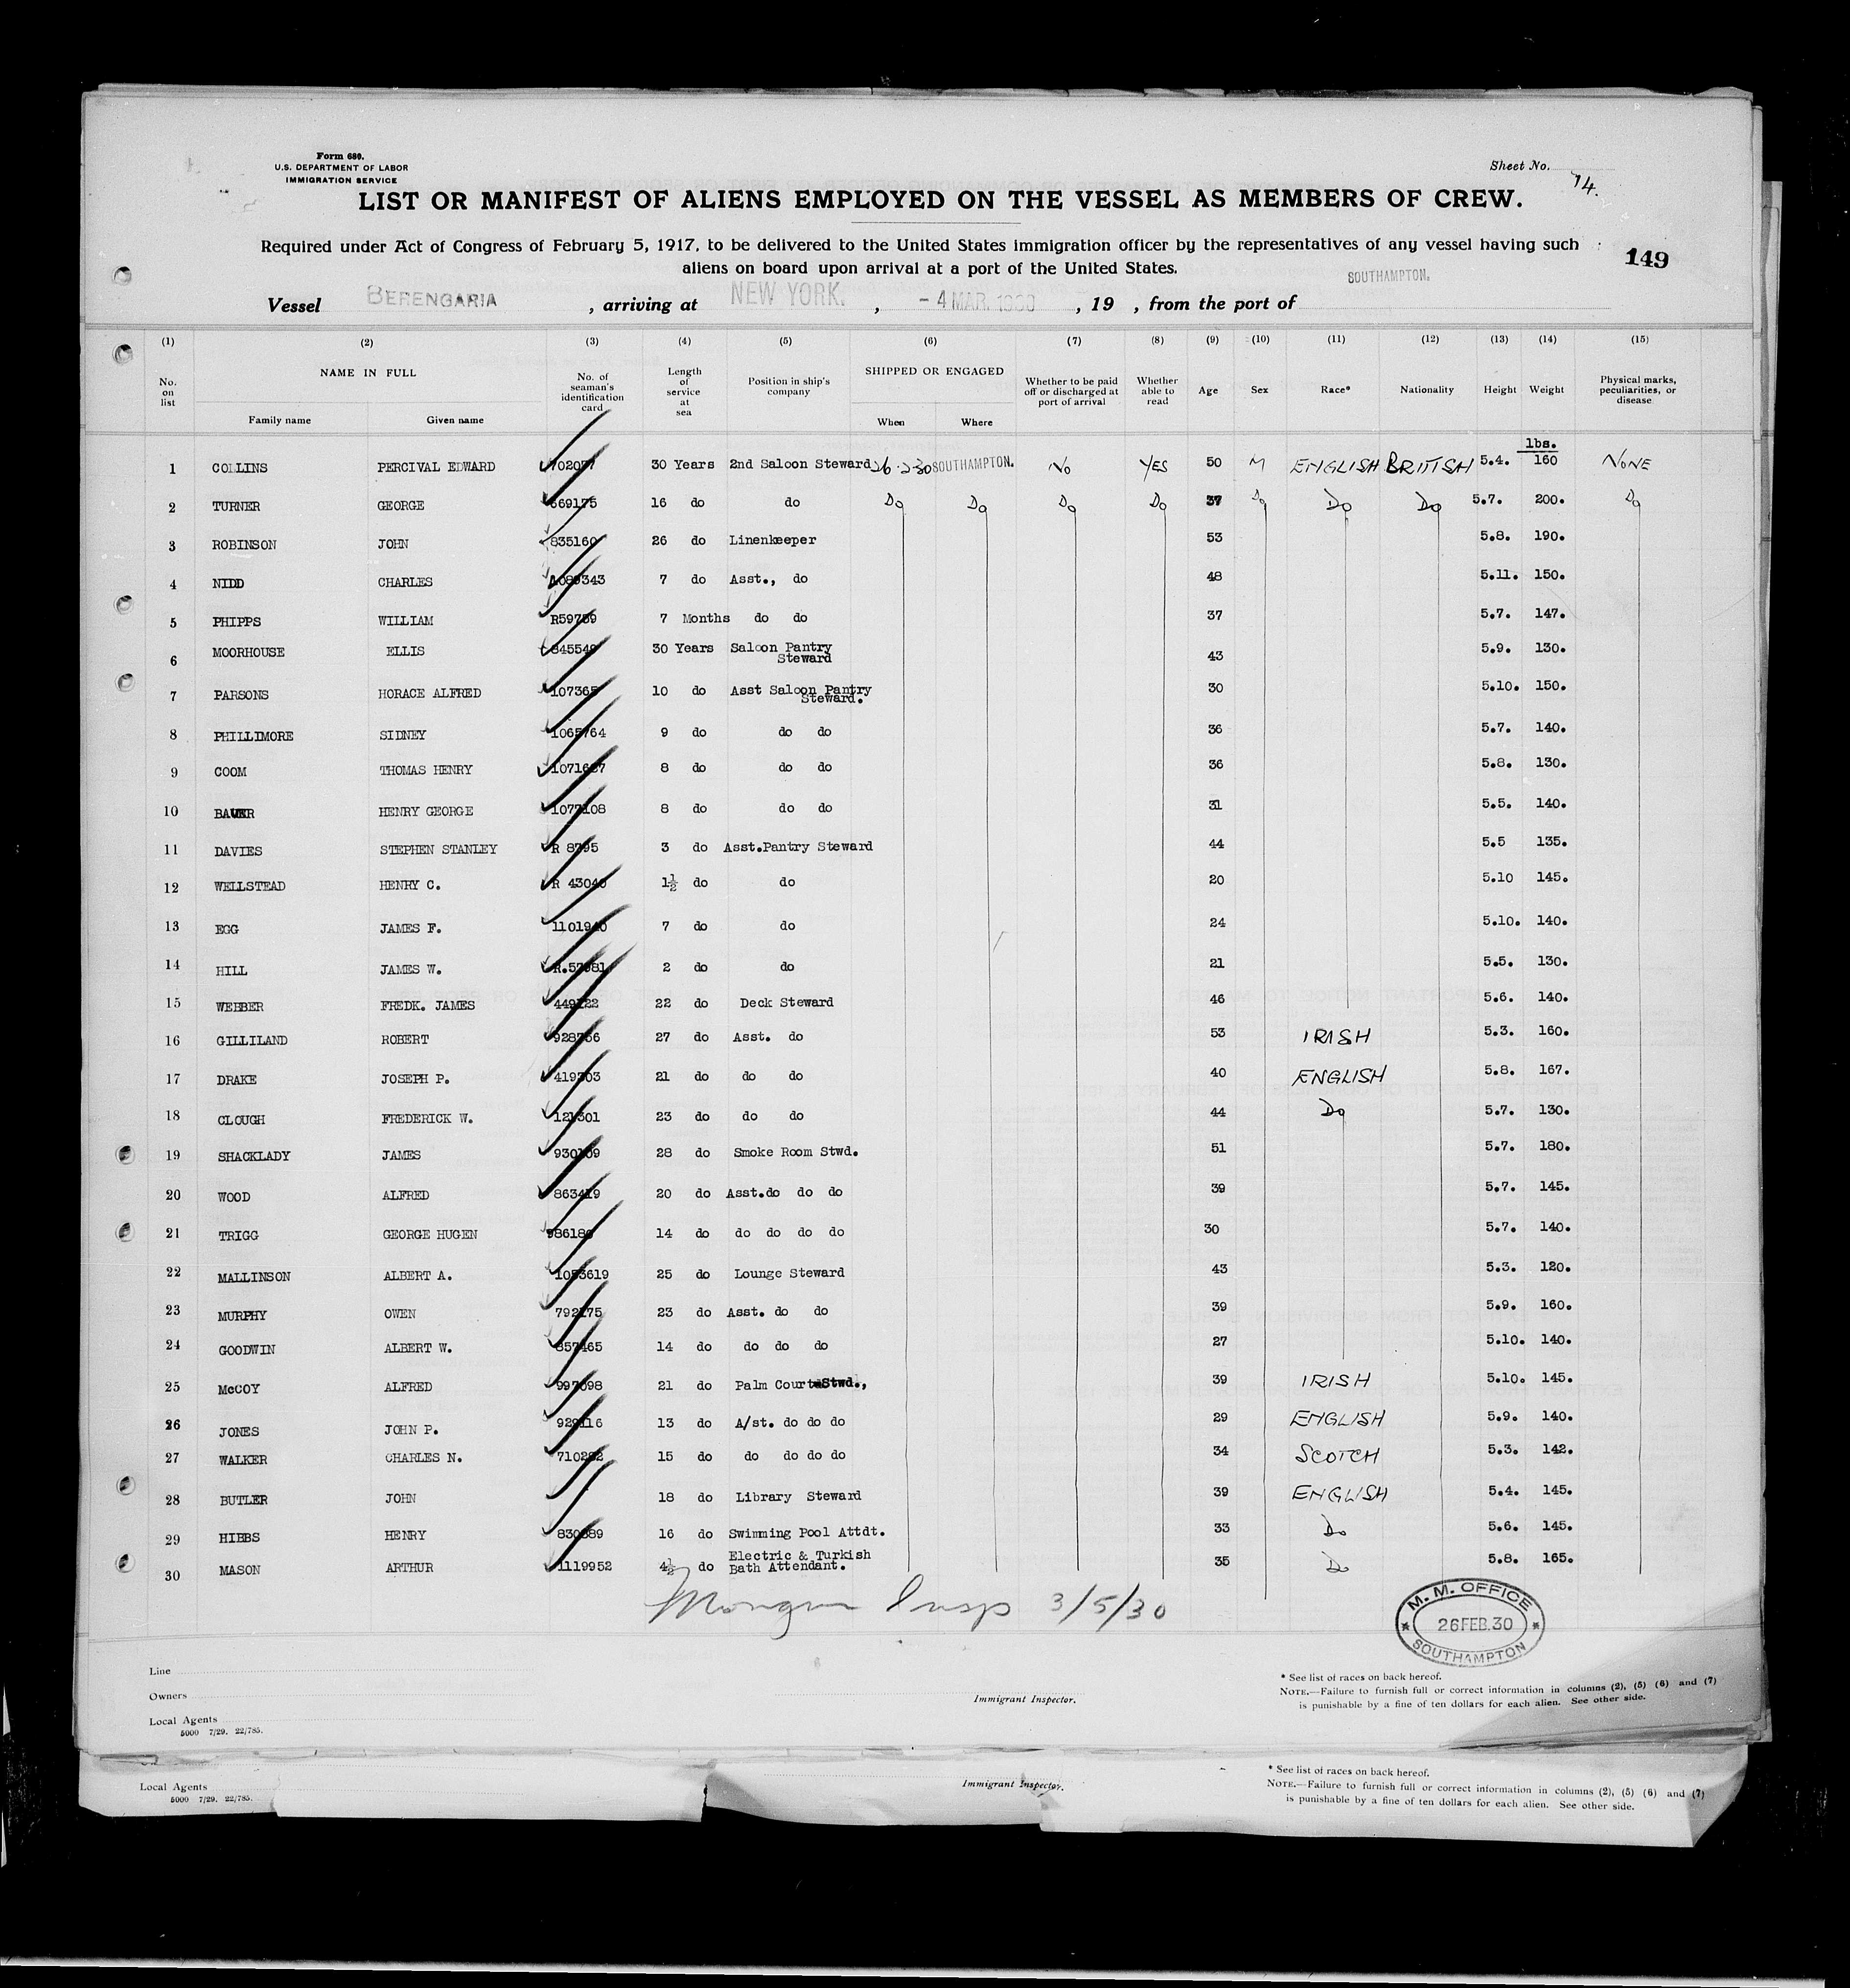 Form 680.
U.S. DEPARTMENT OF LABOR
IMMIGRATION SERVICE
Sheet No. 14.
LIST OR MANIFEST OF ALIENS EMPLOYED ON THE VESSEL AS MEMBERS OF CREW.
Required under Act of Congress of February 5, 1917, to be delivered to the United States immigration officer by the representatives of any vessel having such
aliens on board upon arrival at a port of the United States.
149
Vessel BERENGARIA , arriving at NEW YORK. , - 4 MAR. 1930 , 19 , from the port of SOUTHAMPTON.
(1) (2) (3) (4) (5) (6) (7) (8) (9) (10) (11) (12) (13) (14) (15)
No. on list NAME IN FULL Family name Given name No. of seaman's identification card Length of service at sea Position in ship's company SHIPPED OR ENGAGED When Where Whether to be paid off or discharged at port of arrival Whether able to read Age Sex Race* Nationality Height Weight Physical marks, peculiarities, or disease
lbs.
1 COLLINS PERCIVAL EDWARD 30 Years 2nd Saloon Steward 26.2.30 SOUTHAMPTON. No YES 50 M ENGLISH BRITISH 5.4. 160 NONE
2 TURNER GEORGE 669175 16 do do Do Do Do Do 37 Do Do Do 5.7. 200. Do
3 ROBINSON JOHN 835160 26 do Linenkeeper 53 5.8. 190.
4 NIDD CHARLES 7 do Asst., do 48 5.11. 150.
5 PHIPPS WILLIAM 7 Months do do 37 5.7. 147.
6 MOORHOUSE ELLIS 30 Years Saloon Pantry Steward 43 5.9. 130.
7 PARSONS HORACE ALFRED 10 do Asst Saloon Pantry Steward. 30 5.10. 150.
8 PHILLIMORE SIDNEY 1065764 9 do do do 36 5.7. 140.
9 COOM THOMAS HENRY 8 do do do 36 5.8. 130.
10 BAUER HENRY GEORGE 1077108 8 do do do 31 5.5. 140.
11 DAVIES STEPHEN STANLEY R 8795 3 do Asst.Pantry Steward 44 5.5 135.
12 WELLSTEAD HENRY C. R 43040 1½ do do 20 5.10 145.
13 EGG JAMES F. 7 do do 24 5.10. 140.
14 HILL JAMES W. 2 do do 21 5.5. 130.
15 WEBBER FREDK. JAMES 22 do Deck Steward 46 5.6. 140.
16 GILLILAND ROBERT 27 do Asst. do 53 IRISH 5.3. 160.
17 DRAKE JOSEPH P. 21 do do do 40 ENGLISH 5.8. 167.
18 CLOUGH FREDERICK W. 23 do do do 44 Do 5.7. 130.
19 SHACKLADY JAMES 28 do Smoke Room Stwd. 51 5.7. 180.
20 WOOD ALFRED 863419 20 do Asst.do do do 39 5.7. 145.
21 TRIGG GEORGE HUGEN 14 do do do do do 30 5.7. 140.
22 MALLINSON ALBERT A. 1053619 25 do Lounge Steward 43 5.3. 120.
23 MURPHY OWEN 792175 23 do Asst. do do 39 5.9. 160.
24 GOODWIN ALBERT W. 857465 14 do do do do 27 5.10. 140.
25 McCOY ALFRED 997098 21 do Palm Court Stwd., 39 IRISH 5.10. 145.
26 JONES JOHN P. 13 do A/st. do do do 29 ENGLISH 5.9. 140.
27 WALKER CHARLES N. 15 do do do do do 34 SCOTCH 5.3. 142.
28 BUTLER JOHN 18 do Library Steward 39 ENGLISH 5.4. 145.
29 HIBBS HENRY 16 do Swimming Pool Attdt. 33 Do 5.6. 145.
30 MASON ARTHUR 1119952 4½ do Electric & Turkish Bath Attendant. 35 Do 5.8. 165.
Insp 3/5/30
M. M. OFFICE
26 FEB. 30
SOUTHAMPTON
Line
Owners
Local Agents
5000 7/29. 22/785.
Immigrant Inspector.
* See list of races on back hereof.
NOTE.—Failure to furnish full or correct information in columns (2), (5) (6) and (7)
is punishable by a fine of ten dollars for each alien. See other side.
Local Agents
5000 7/29. 22/785.
Immigrant Inspector.
* See list of races on back hereof.
NOTE.—Failure to furnish full or correct information in columns (2), (5) (6) and (7)
is punishable by a fine of ten dollars for each alien. See other side.